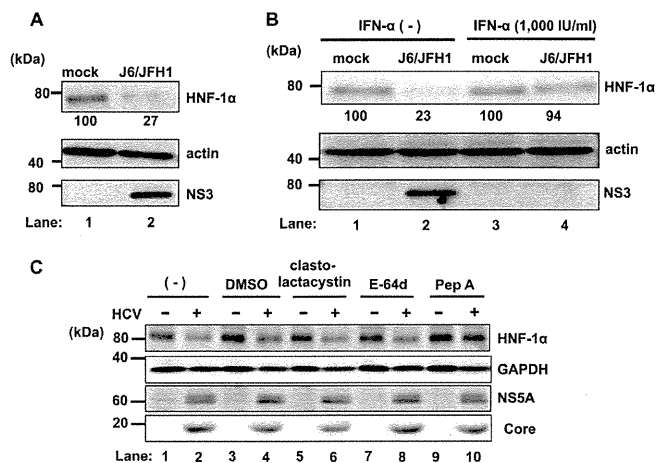 A
(kDa)
mock J6/JFH1
80 HNF-1α
100 27
40 actin
80 NS3
Lane: 1 2
B
IFN-α ( - ) IFN-α (1,000 IU/ml)
(kDa) mock J6/JFH1 mock J6/JFH1
80 HNF-1α
100 23 100 94
40 actin
80 NS3
Lane: 1 2 3 4
C
( - ) DMSO clasto-lactacystin E-64d Pep A
HCV − + − + − + − + − +
(kDa)
80 HNF-1α
40 GAPDH
60 NS5A
20 Core
Lane: 1 2 3 4 5 6 7 8 9 10